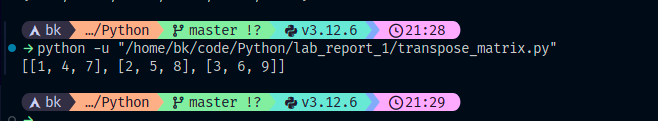 bk …/Python master !? v3.12.6 21:28
→ python -u "/home/bk/code/Python/lab_report_1/transpose_matrix.py"
[[1, 4, 7], [2, 5, 8], [3, 6, 9]]
bk …/Python master !? v3.12.6 21:29
→